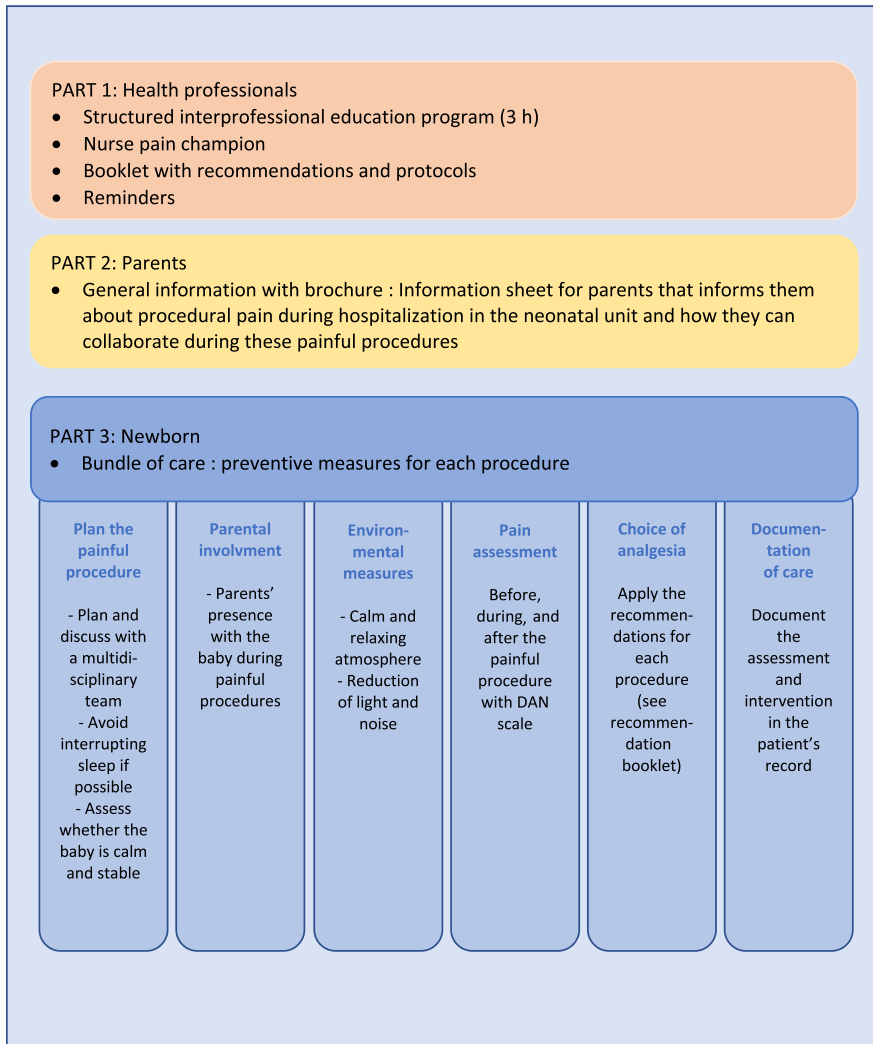 PART 1: Health professionals
• Structured interprofessional education program (3 h)
• Nurse pain champion
• Booklet with recommendations and protocols
• Reminders
PART 2: Parents
• General information with brochure : Information sheet for parents that informs them
about procedural pain during hospitalization in the neonatal unit and how they can
collaborate during these painful procedures
PART 3: Newborn
• Bundle of care : preventive measures for each procedure
Plan the
painful
procedure
- Plan and
discuss with
a multidi-
sciplinary
team
- Avoid
interrupting
sleep if
possible
- Assess
whether the
baby is calm
and stable
Parental
involvment
- Parents’
presence
with the
baby during
painful
procedures
Environ-
mental
measures
- Calm and
relaxing
atmosphere
- Reduction
of light and
noise
Pain
assessment
Before,
during, and
after the
painful
procedure
with DAN
scale
Choice of
analgesia
Apply the
recommen-
dations for
each
procedure
(see
recommen-
dation
booklet)
Documen-
tation
of care
Document
the
assessment
and
intervention
in the
patient’s
record